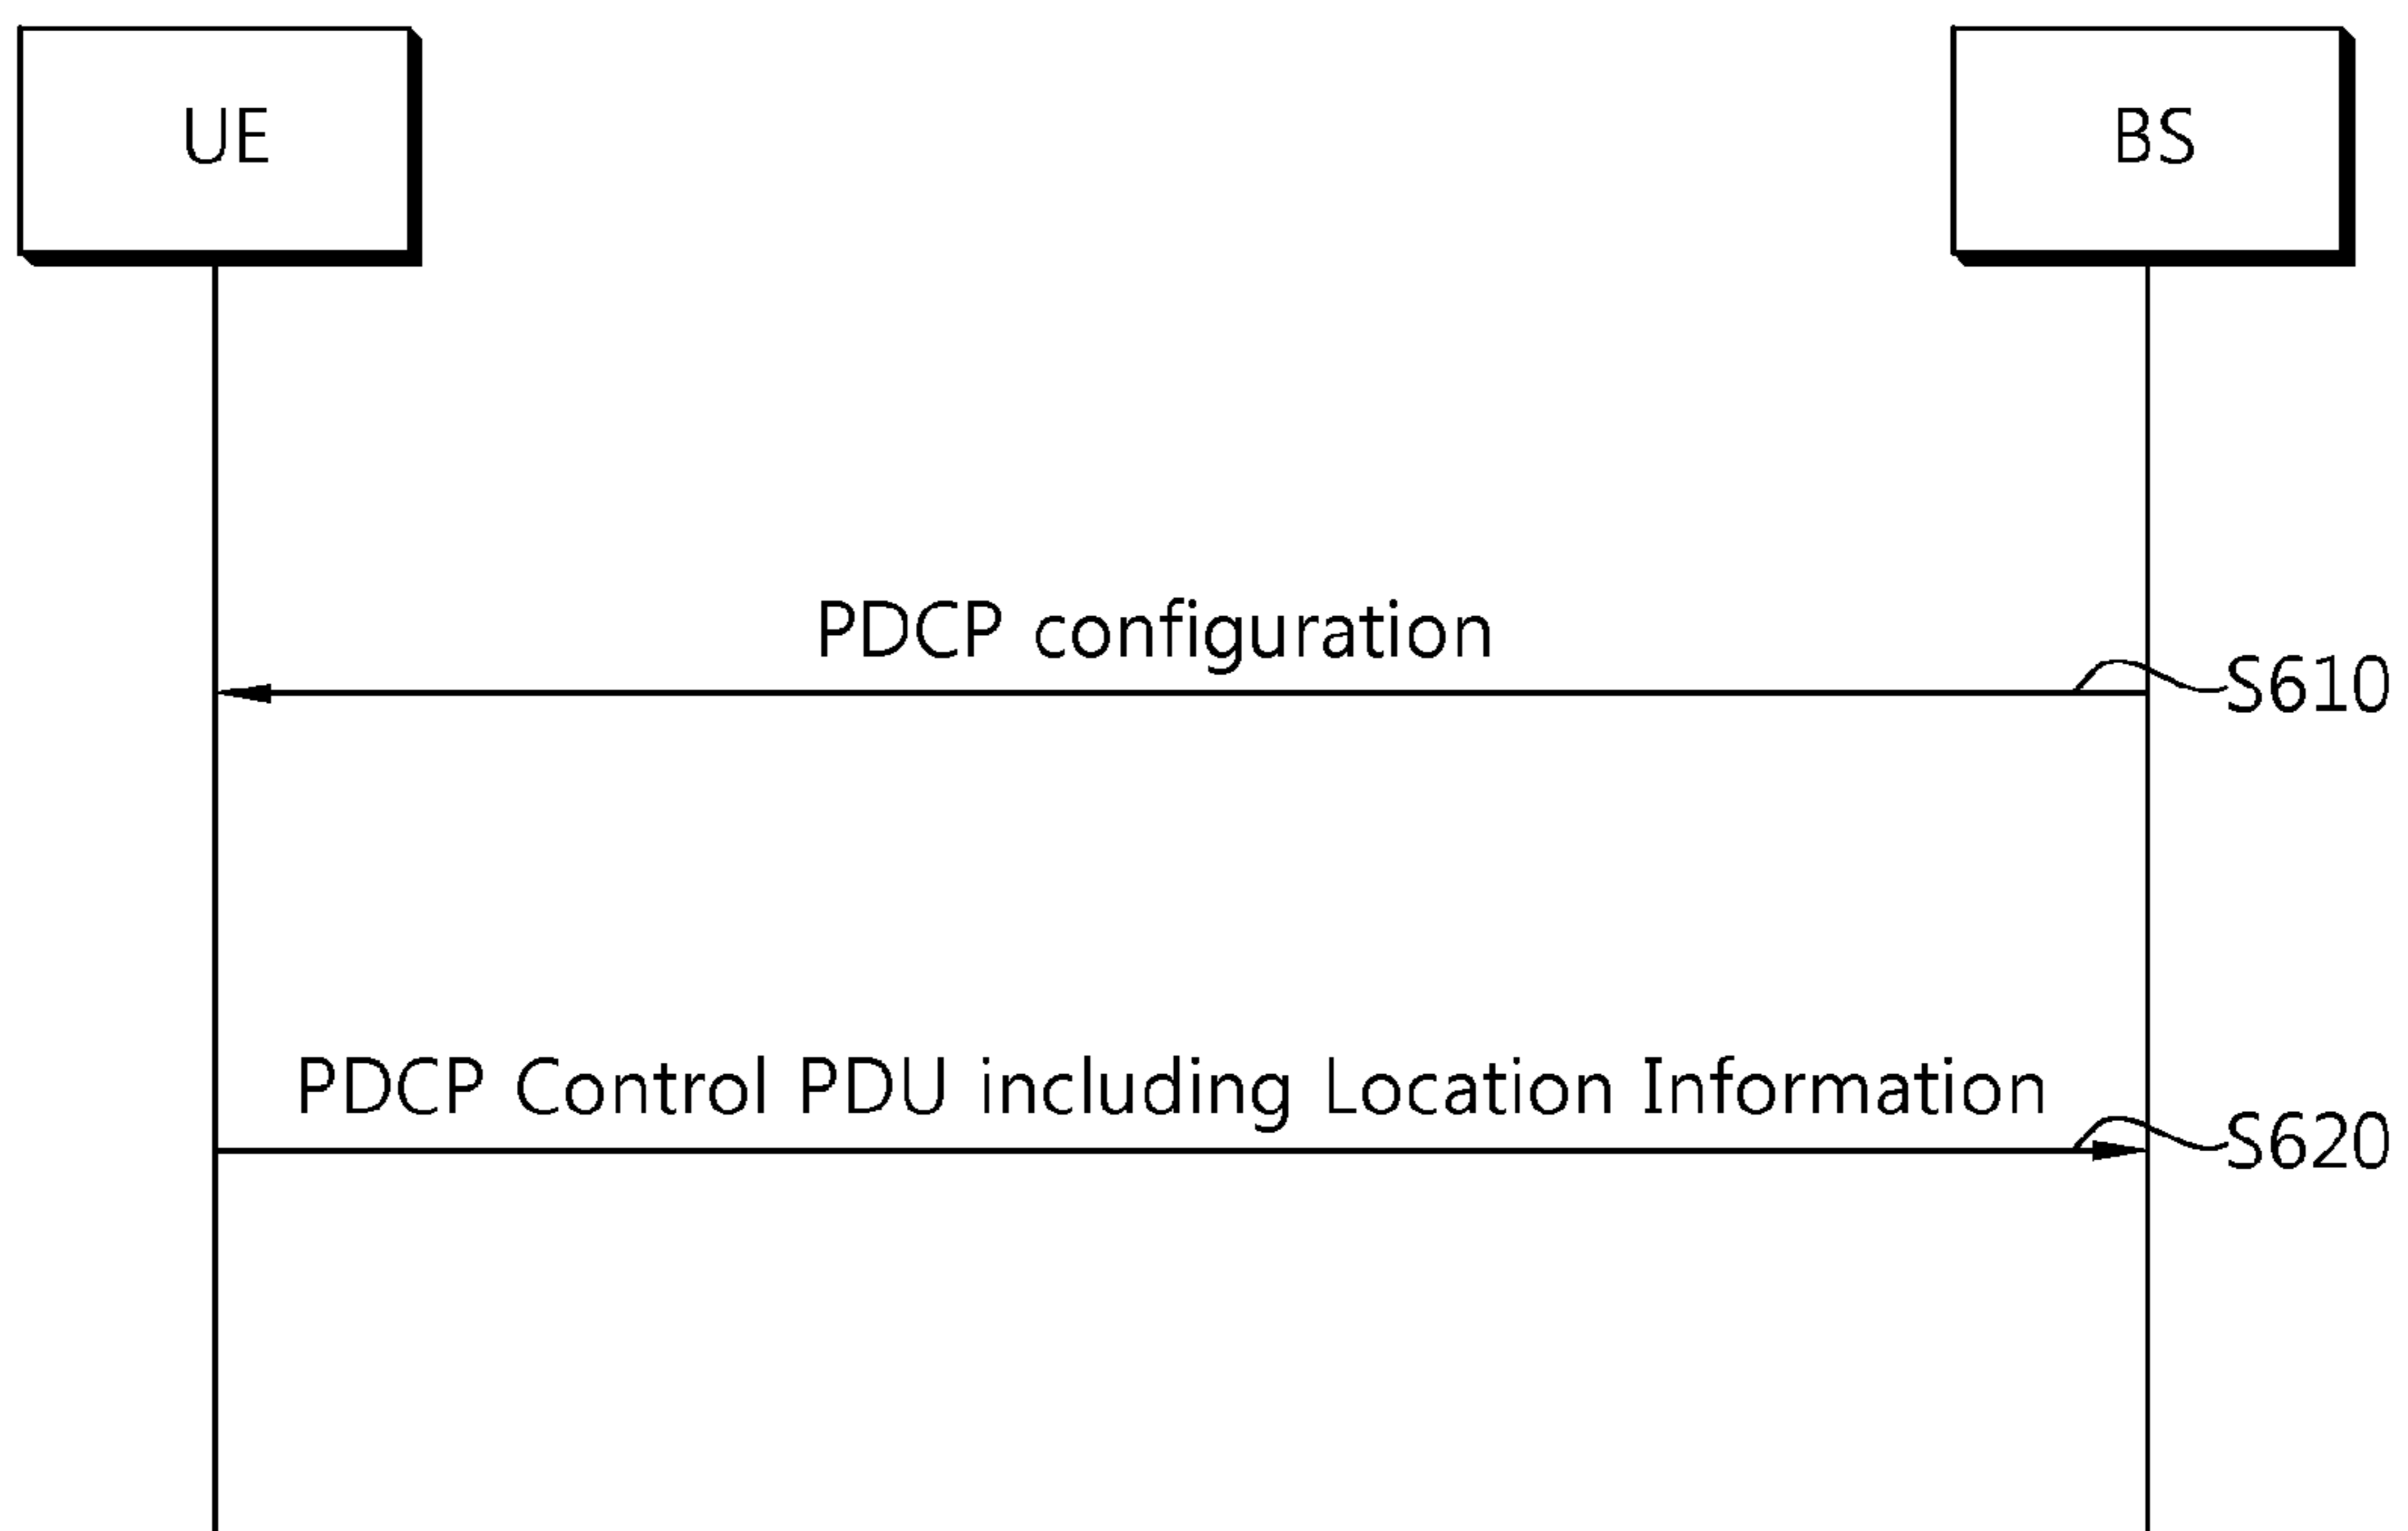 UE
BS
PDCP configuration
S610
PDCP Control PDU including Location Information
S620